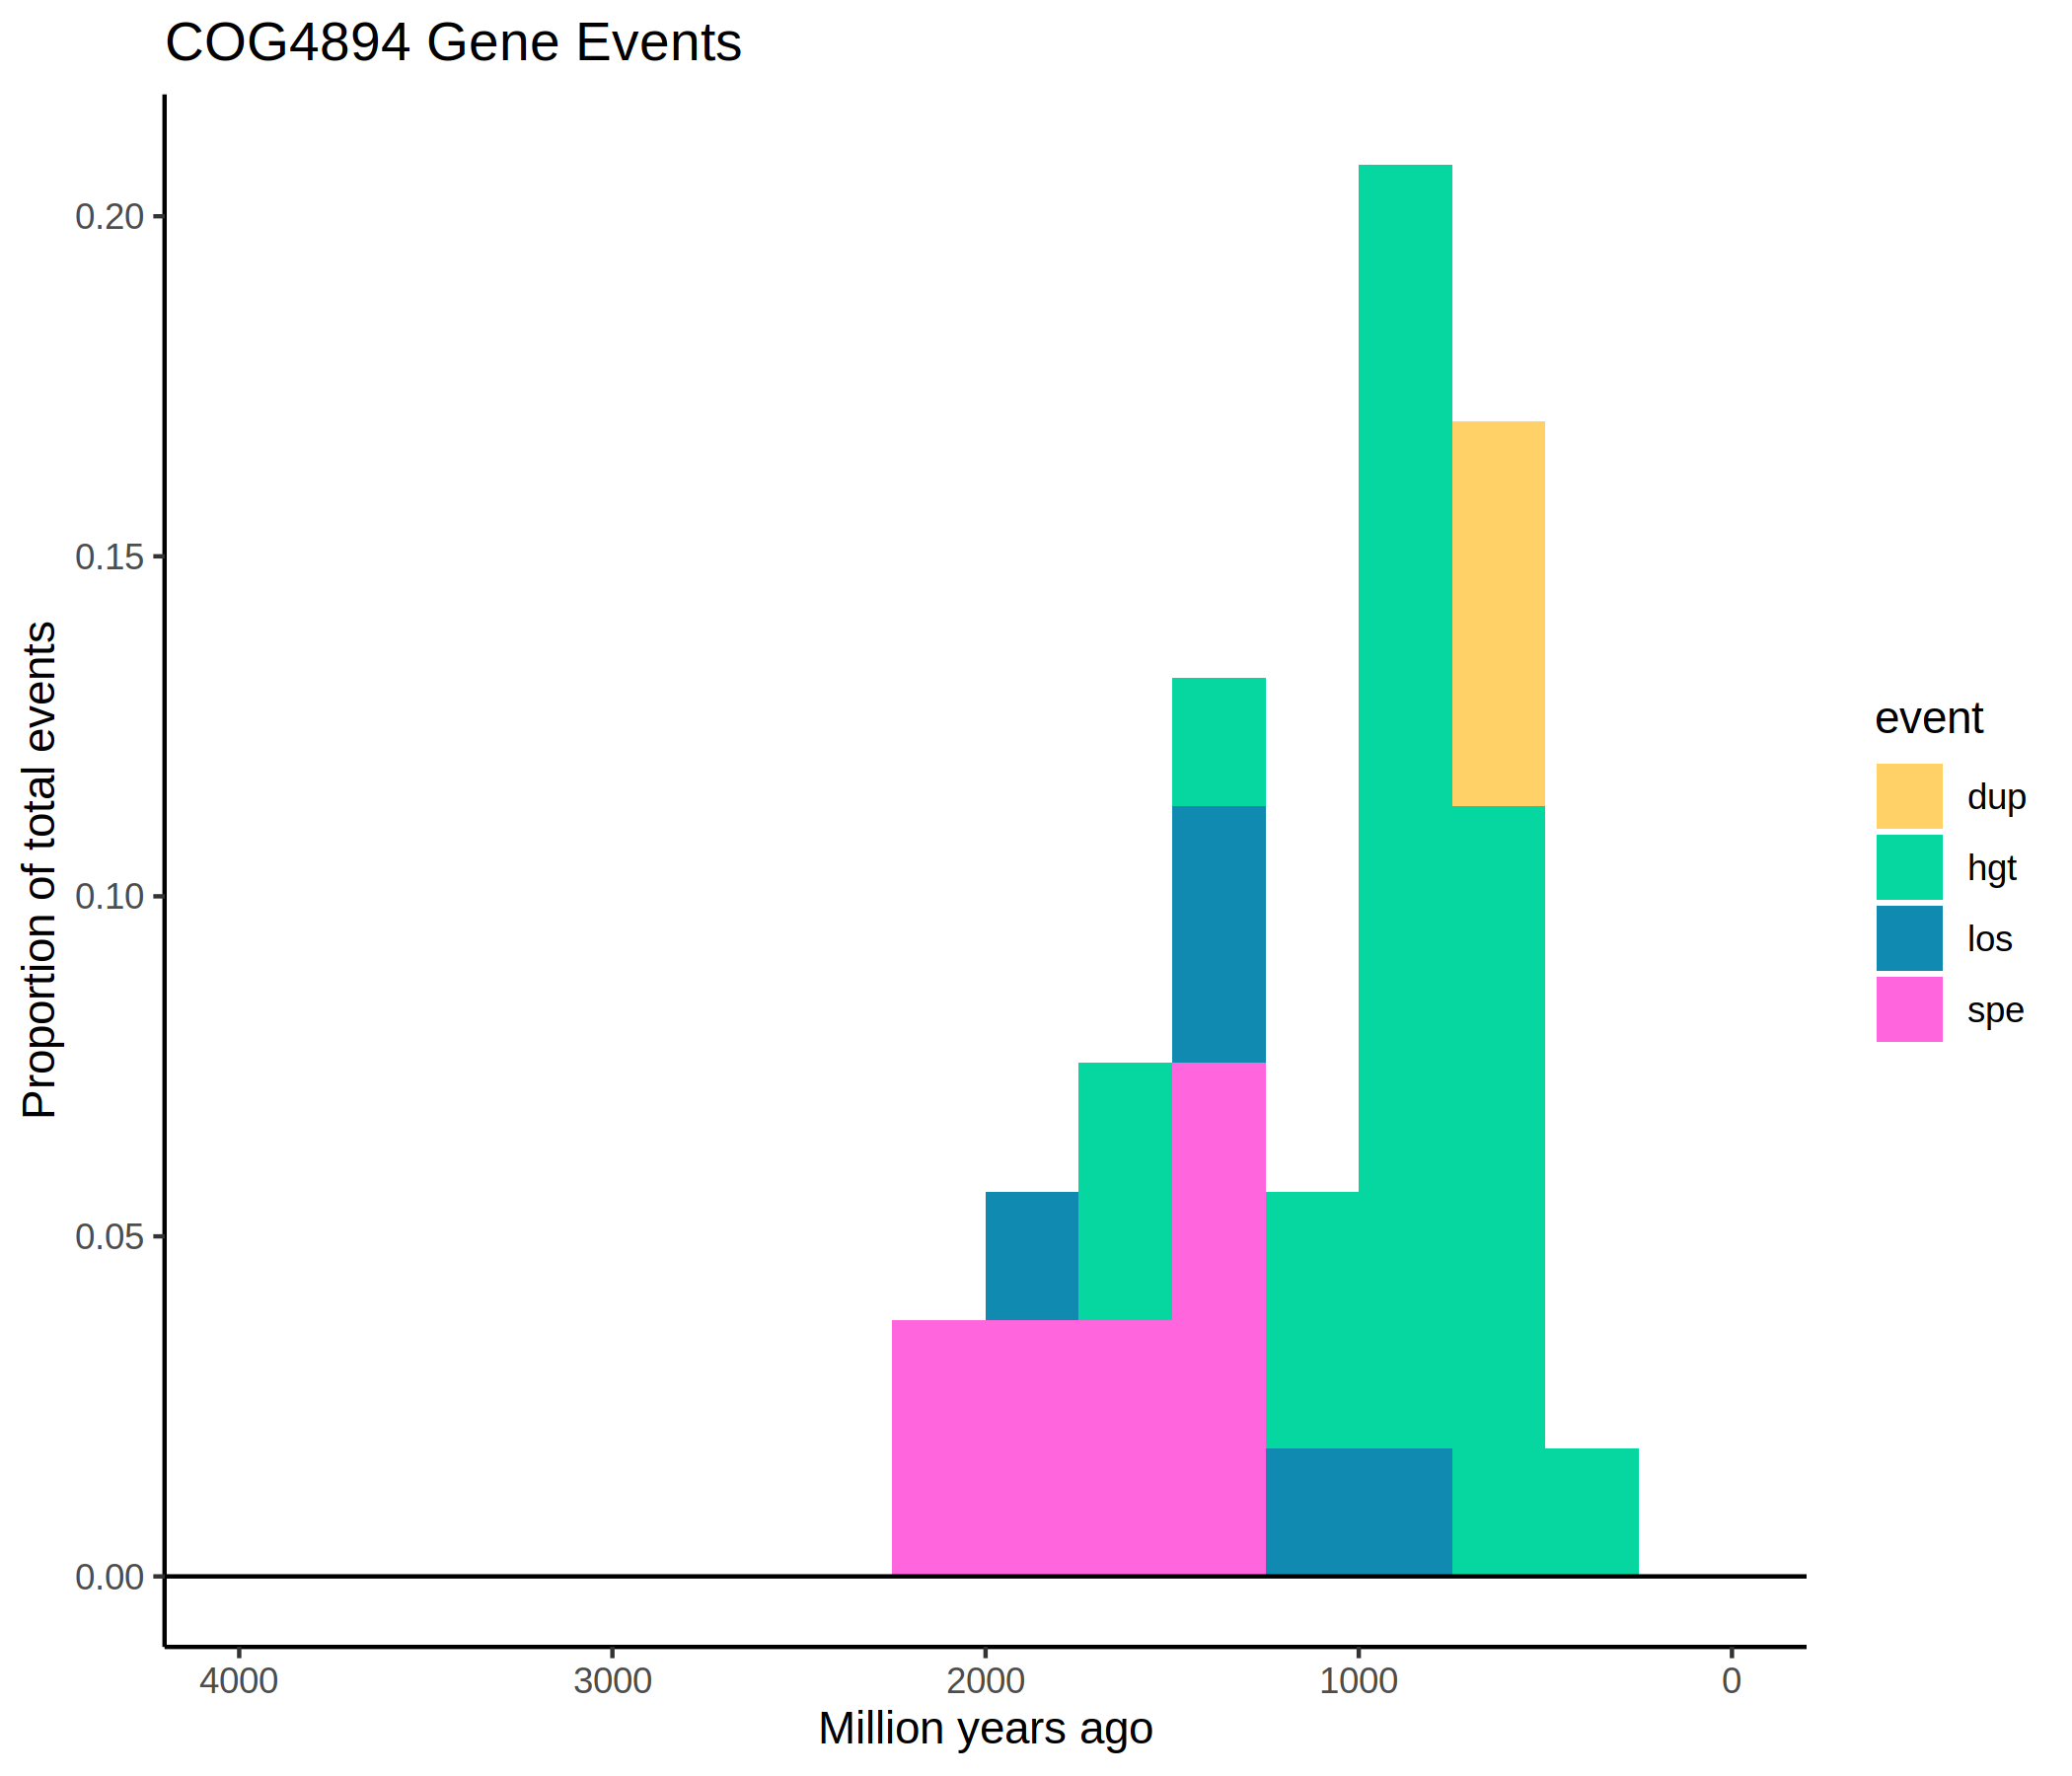 COG4894 Gene Events
Proportion of total events
0.20
0.15
0.10
0.05
0.00
4000
3000
2000
1000
0
Million years ago
event
dup
hgt
los
spe